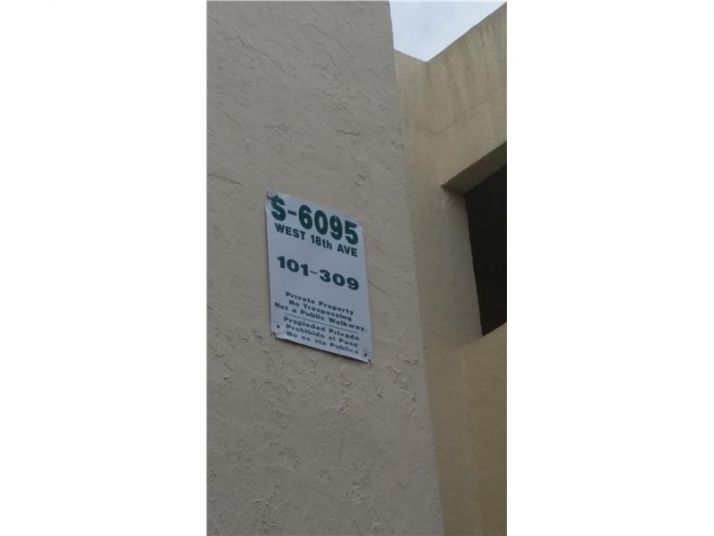 S-6095
WEST 18th AVE
101-309
Private Property
No Trespassing
Not a Public Walkway.
Propiedad Privada
Prohibido el Paso
No es via Publica